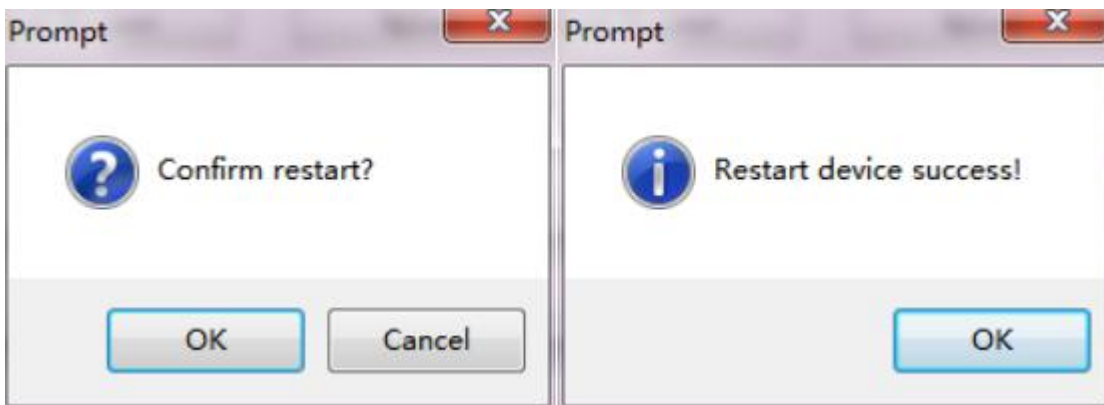 Prompt
Confirm restart?
OK
Cancel
Prompt
Restart device success!
OK